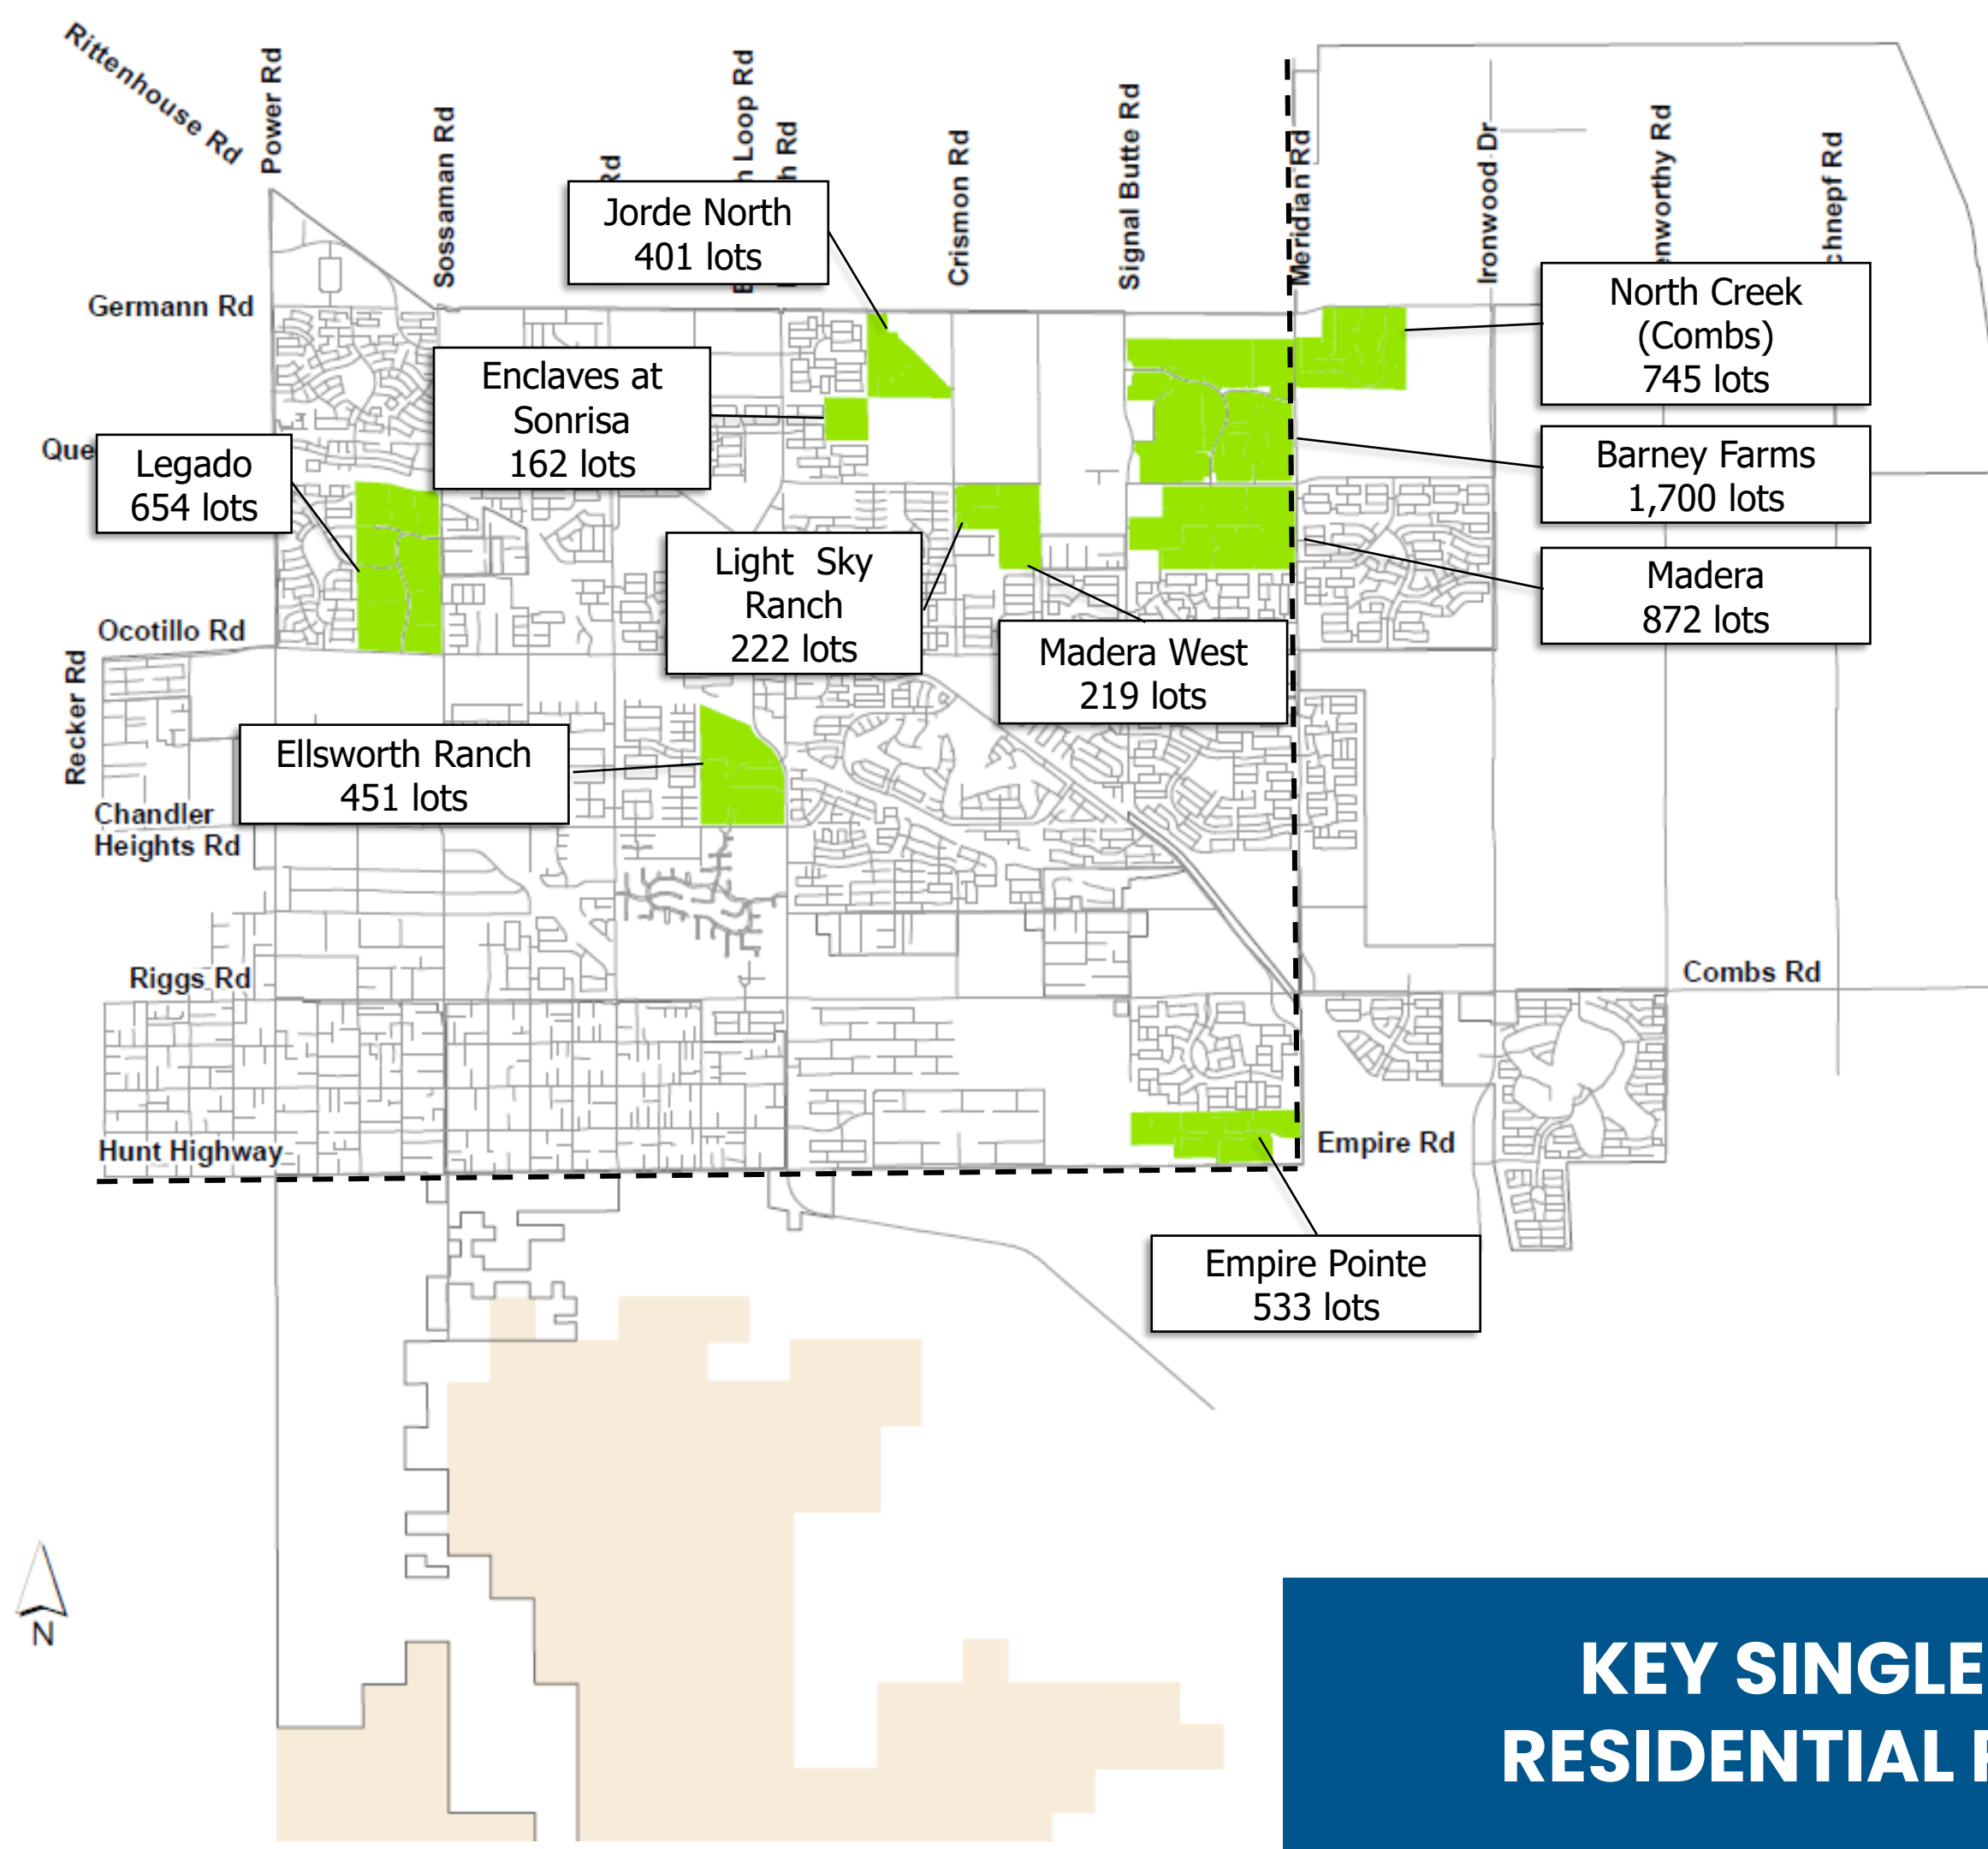 Rittenhouse Rd
Power Rd
Sossaman Rd
Rd
Loop Rd
Rd
Crismon Rd
Signal Butte Rd
Meridian Rd
Ironwood Dr
Jorde North
401 lots
North Creek
(Combs)
745 lots
Germann Rd
Enclaves at
Sonrisa
162 lots
Legado
654 lots
Barney Farms
1,700 lots
Light Sky
Ranch
222 lots
Madera
872 lots
Madera West
219 lots
Ocotillo Rd
Recker Rd
Ellsworth Ranch
451 lots
Chandler
Heights Rd
Riggs Rd
Combs Rd
Hunt Highway
Empire Rd
Empire Pointe
533 lots
N
KEY SINGLE
RESIDENTIAL